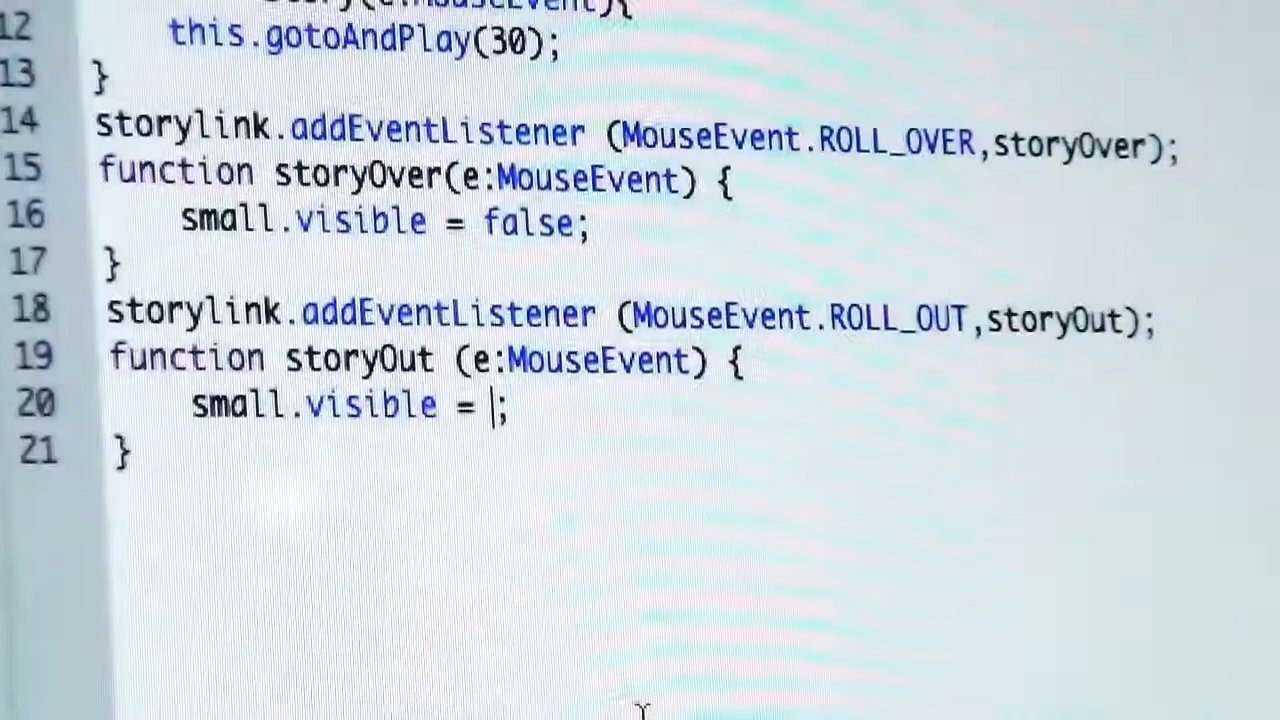 12 this.gotoAndPlay(30);
13 }
14 storylink.addEventListener (MouseEvent.ROLL_OVER,storyOver);
15 function storyOver(e:MouseEvent) {
16 small.visible = false;
17 }
18 storylink.addEventListener (MouseEvent.ROLL_OUT,storyOut);
19 function storyOut (e:MouseEvent) {
20 small.visible = ;
21 }